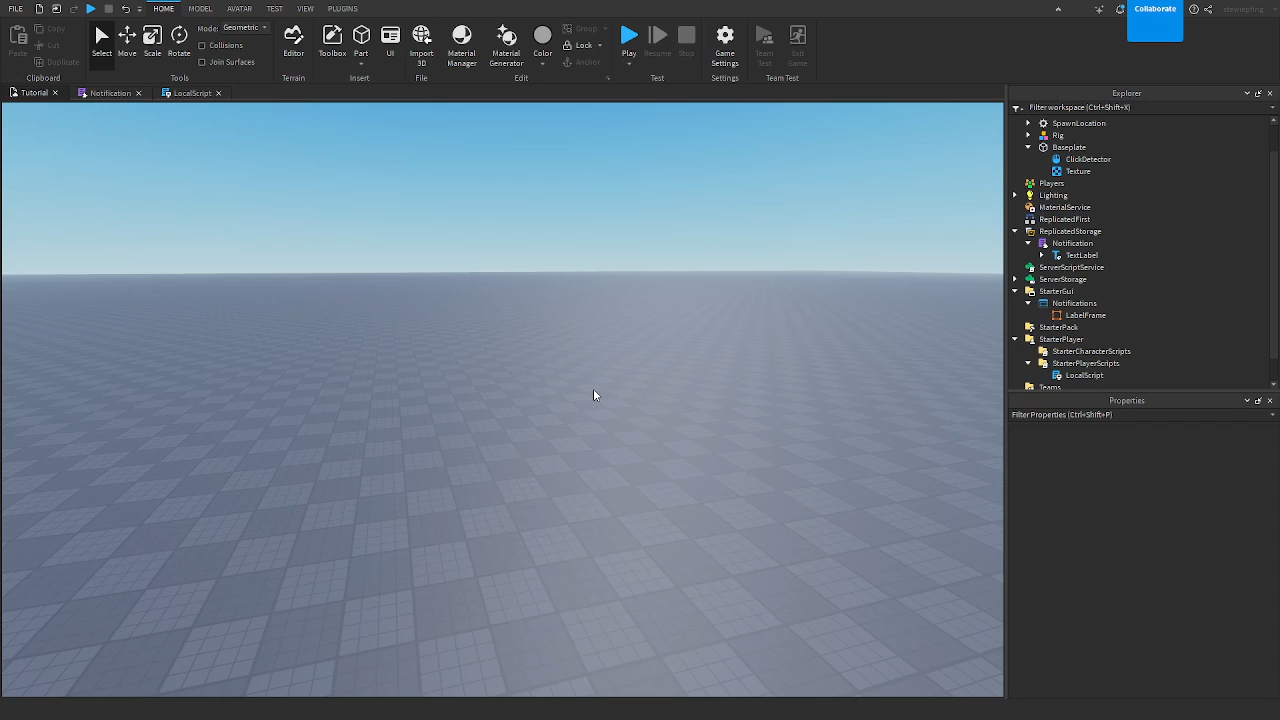 FILE HOME MODEL AVATAR TEST VIEW PLUGINS Collaborate stewiepfing
Paste Copy Cut Duplicate Select Move Scale Rotate Mode: Geometric Collisions Join Surfaces Editor Toolbox Part UI Import 3D Material Manager Material Generator Color Group Lock Anchor Play Resume Stop Game Settings Team Test Exit Game
Clipboard Tools Terrain Insert File Edit Test Settings Team Test
Tutorial Notification LocalScript
Explorer
Filter workspace (Ctrl+Shift+X)
SpawnLocation
Rig
Baseplate
ClickDetector
Texture
Players
Lighting
MaterialService
ReplicatedFirst
ReplicatedStorage
Notification
TextLabel
ServerScriptService
ServerStorage
StarterGui
Notifications
LabelFrame
StarterPack
StarterPlayer
StarterCharacterScripts
StarterPlayerScripts
LocalScript
Teams
Properties
Filter Properties (Ctrl+Shift+P)